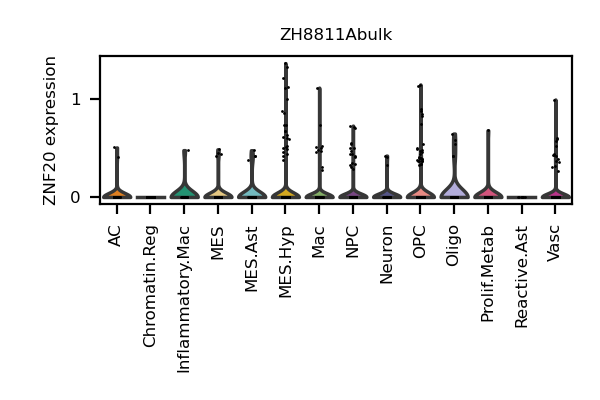 ZH8811Abulk
ZNF20 expression
1
0
AC
Chromatin.Reg
Inflammatory.Mac
MES
MES.Ast
MES.Hyp
Mac
NPC
Neuron
OPC
Oligo
Prolif.Metab
Reactive.Ast
Vasc